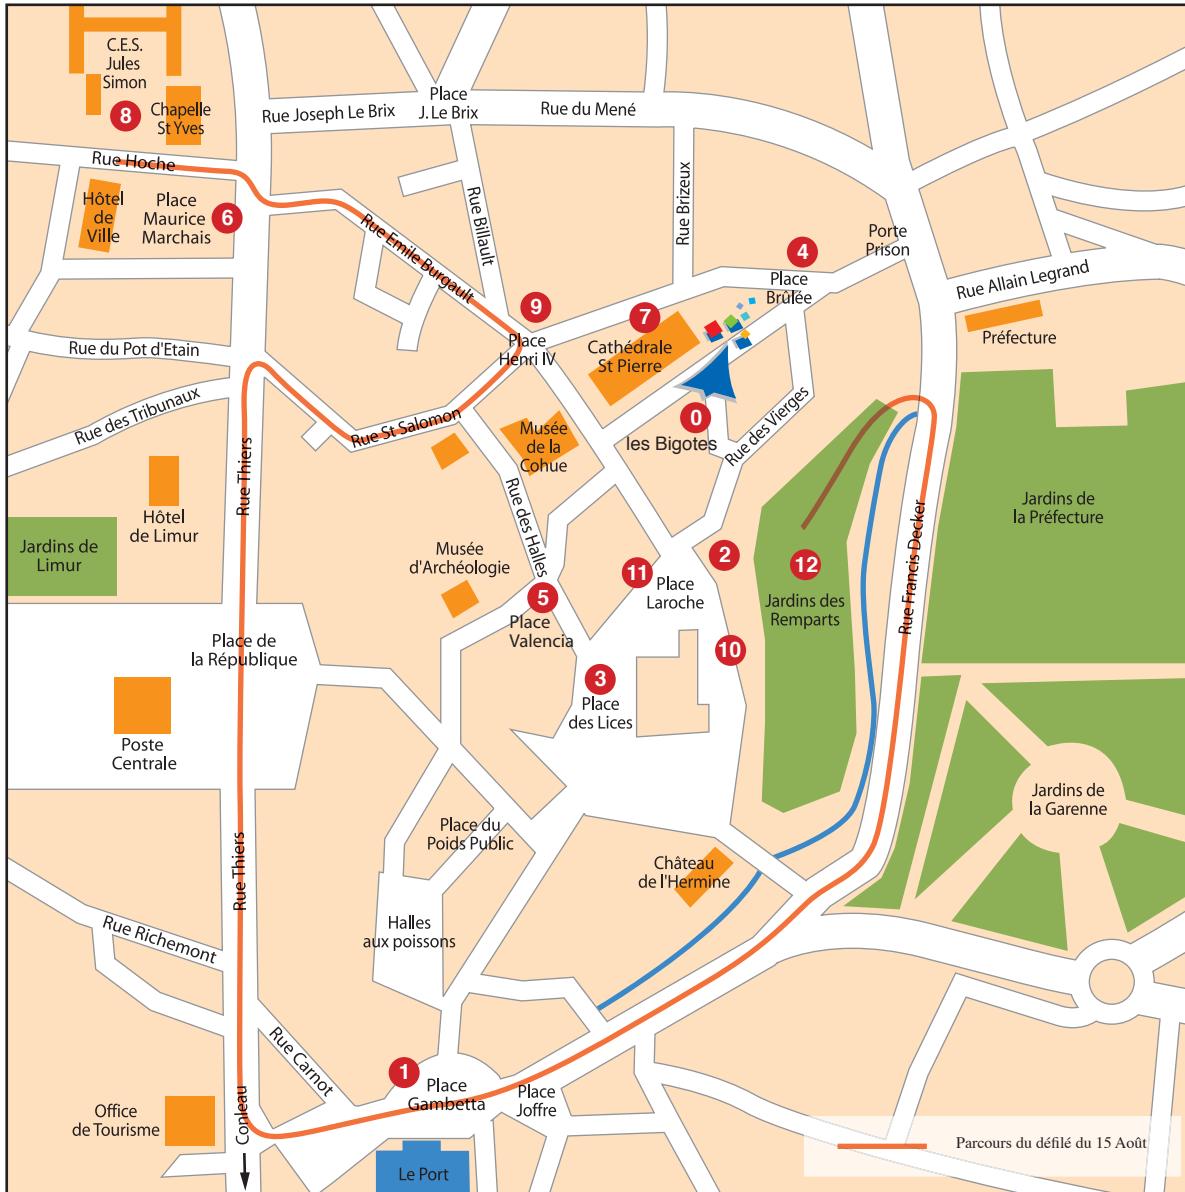 C.E.S.
Jules
Simon
8
Chapelle
St Yves
Rue Joseph Le Brix
Place
J. Le Brix
Rue du Mené
Rue Hoche
Hôtel
de
Ville
Place
Maurice
Marchais
6
Rue Emile Burgault
Rue Billault
Rue Brizeux
4
Place
Brûlée
Porte
Prison
Rue Allain Legrand
Préfecture
9
Place
Henri IV
7
Cathédrale
St Pierre
0
les Bigotes
Rue des Vierges
Rue du Pot d'Etain
Rue des Tribunaux
Rue St Salomon
Musée
de la
Cohue
Rue Thiers
Hôtel
de Limur
Jardins de
Limur
Rue des Halles
Musée
d'Archéologie
5
Place
Valencia
11
Place
Laroche
2
12
Jardins des
Remparts
Rue Francis Decker
Jardins de
la Préfecture
Place de
la République
10
3
Place
des Lices
Poste
Centrale
Jardins de
la Garenne
Rue Thiers
Place du
Poids Public
Château
de l'Hermine
Halles
aux poissons
Rue Richemont
Rue Carnot
1
Place
Gambetta
Place
Joffre
Office
de Tourisme
Conleau
Le Port
Parcours du défilé du 15 Août